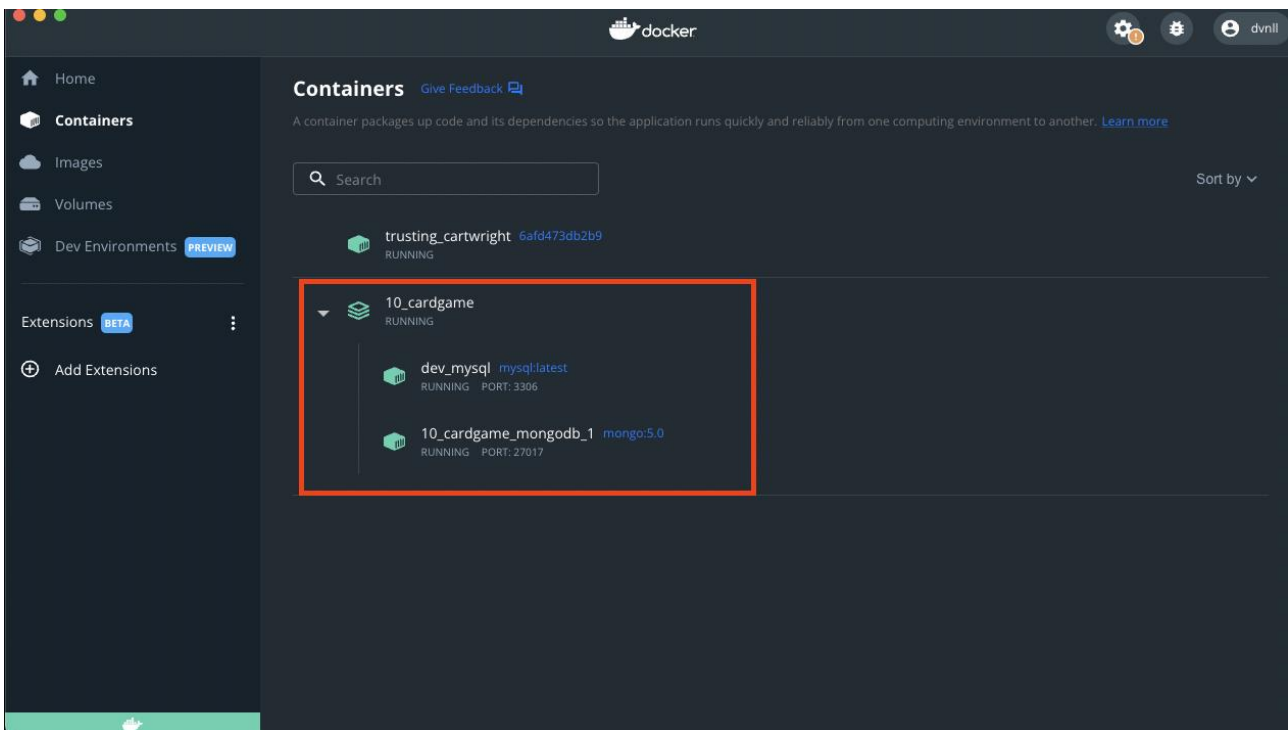 docker
dvnll
Home
Containers
Images
Volumes
Dev Environments PREVIEW
Extensions BETA
Add Extensions
Containers Give Feedback
A container packages up code and its dependencies so the application runs quickly and reliably from one computing environment to another. Learn more
Search
Sort by
trusting_cartwright 6afd473db2b9
RUNNING
10_cardgame
RUNNING
dev_mysql mysql:latest
RUNNING PORT: 3306
10_cardgame_mongodb_1 mongo:5.0
RUNNING PORT: 27017